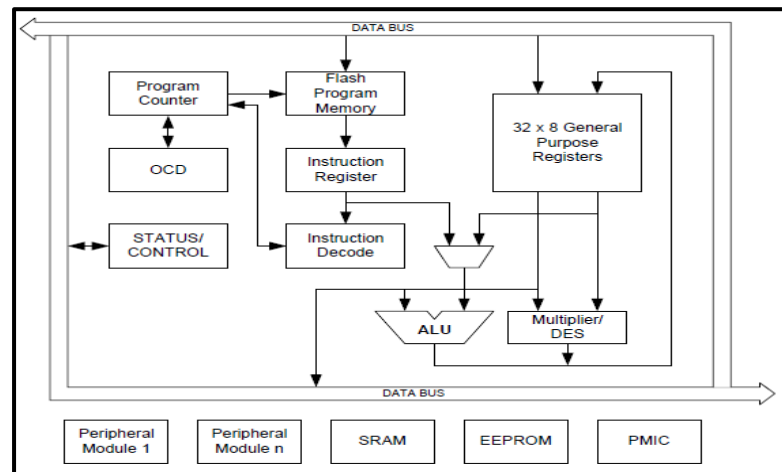 DATA BUS
Program
Counter
Flash
Program
Memory
32 x 8 General
Purpose
Registers
OCD
Instruction
Register
STATUS/
CONTROL
Instruction
Decode
ALU
Multiplier/
DES
DATA BUS
Peripheral
Module 1
Peripheral
Module n
SRAM
EEPROM
PMIC